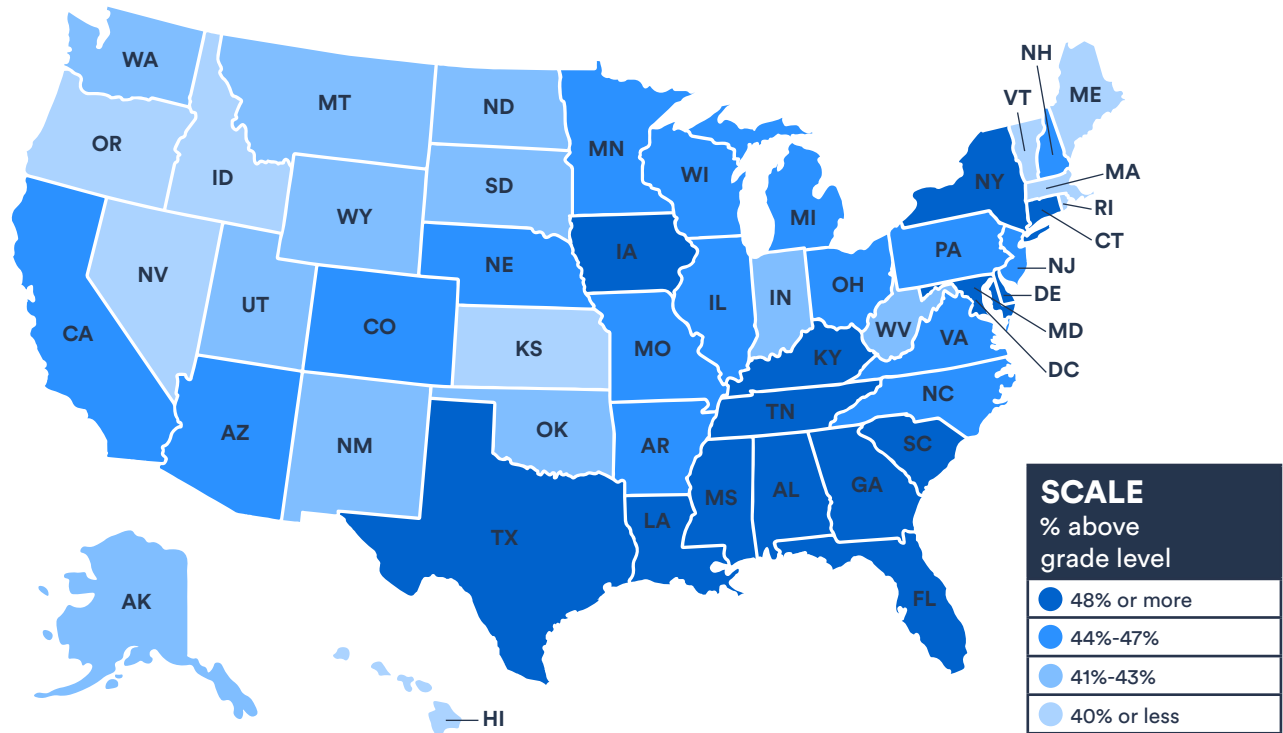 WA
MT
ND
MN
OR
ID
SD
WI
WY
MI
NY
NH
VT
ME
MA
RI
CT
NJ
DE
MD
DC
NV
UT
CO
NE
IA
IL
IN
OH
PA
CA
KS
MO
KY
WV
VA
AZ
NM
OK
AR
TN
NC
SC
TX
LA
MS
AL
GA
FL
AK
HI
SCALE
% above
grade level
48% or more
44%-47%
41%-43%
40% or less